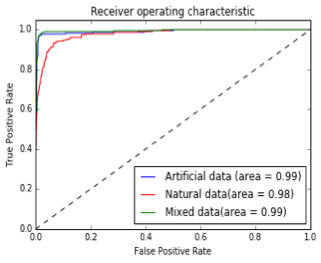 Receiver operating characteristic
True Positive Rate
1.0
0.8
0.6
0.4
0.2
0.0
Artificial data (area = 0.99)
Natural data(area = 0.98)
Mixed data(area = 0.99)
0.0 0.2 0.4 0.6 0.8 1.0
False Positive Rate